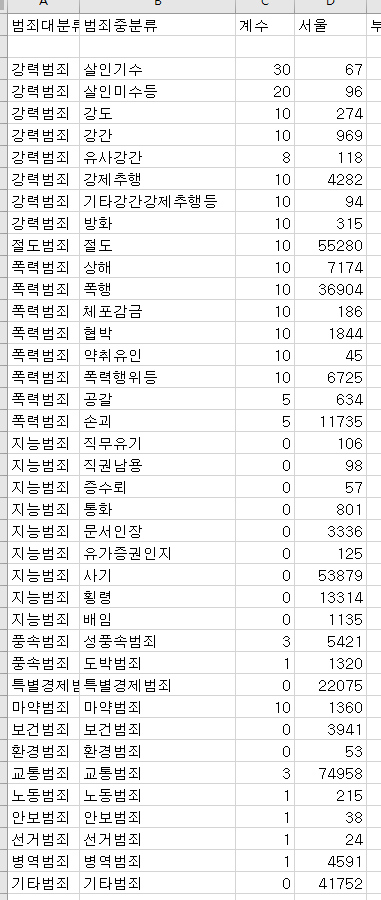 A B C D
범죄대분류 범죄중분류 계수 서울 부
강력범죄 살인기수 30 67
강력범죄 살인미수등 20 96
강력범죄 강도 10 274
강력범죄 강간 10 969
강력범죄 유사강간 8 118
강력범죄 강제추행 10 4282
강력범죄 기타강간강제추행등 10 94
강력범죄 방화 10 315
절도범죄 절도 10 55280
폭력범죄 상해 10 7174
폭력범죄 폭행 10 36904
폭력범죄 체포감금 10 186
폭력범죄 협박 10 1844
폭력범죄 약취유인 10 45
폭력범죄 폭력행위등 10 6725
폭력범죄 공갈 5 634
폭력범죄 손괴 5 11735
지능범죄 직무유기 0 106
지능범죄 직권남용 0 98
지능범죄 증수뢰 0 57
지능범죄 통화 0 801
지능범죄 문서인장 0 3336
지능범죄 유가증권인지 0 125
지능범죄 사기 0 53879
지능범죄 횡령 0 13314
지능범죄 배임 0 1135
풍속범죄 성풍속범죄 3 5421
풍속범죄 도박범죄 1 1320
특별경제범 특별경제범죄 0 22075
마약범죄 마약범죄 10 1360
보건범죄 보건범죄 0 3941
환경범죄 환경범죄 0 53
교통범죄 교통범죄 3 74958
노동범죄 노동범죄 1 215
안보범죄 안보범죄 1 38
선거범죄 선거범죄 1 24
병역범죄 병역범죄 1 4591
기타범죄 기타범죄 0 41752